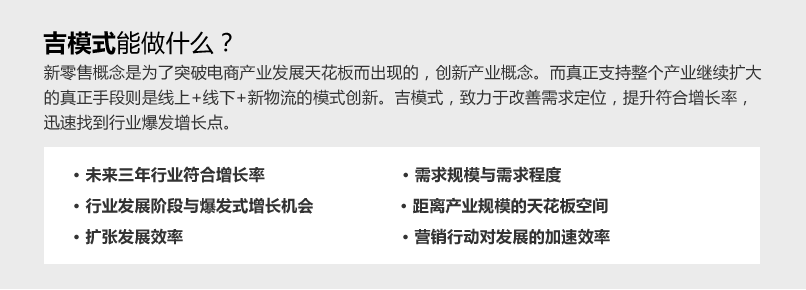 吉模式能做什么？
新零售概念是为了突破电商产业发展天花板而出现的，创新产业概念。而真正支持整个产业继续扩大
的真正手段则是线上+线下+新物流的模式创新。吉模式，致力于改善需求定位，提升符合增长率，
迅速找到行业爆发增长点。
• 未来三年行业符合增长率
• 需求规模与需求程度
• 行业发展阶段与爆发式增长机会
• 距离产业规模的天花板空间
• 扩张发展效率
• 营销行动对发展的加速效率